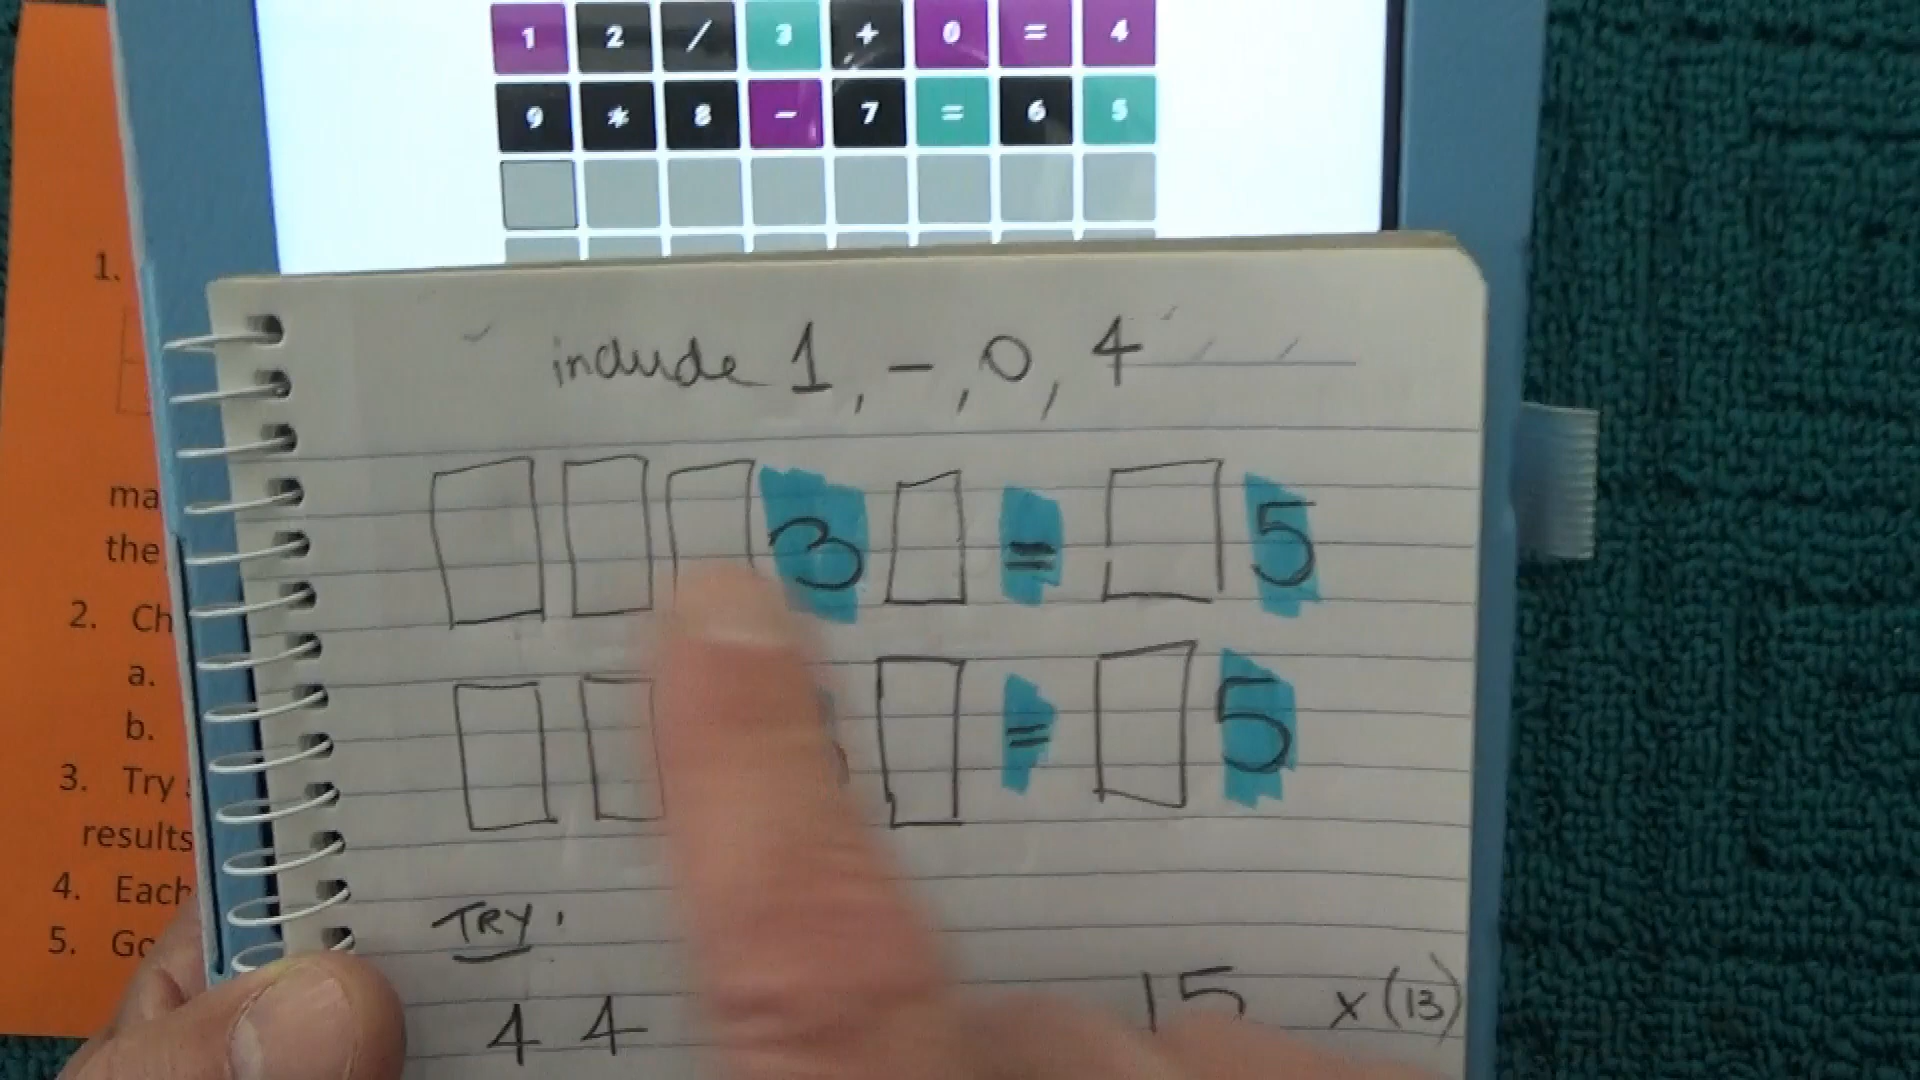 1 2 / 3 + 0 = 4
9 * 8 - 7 = 6 5
include 1, -, 0, 4
3 = 5
= 5
TRY.
4 4 15 x (13)
1.
ma
the
2. Ch
a.
b.
3. Try
results
4. Each
5. Go